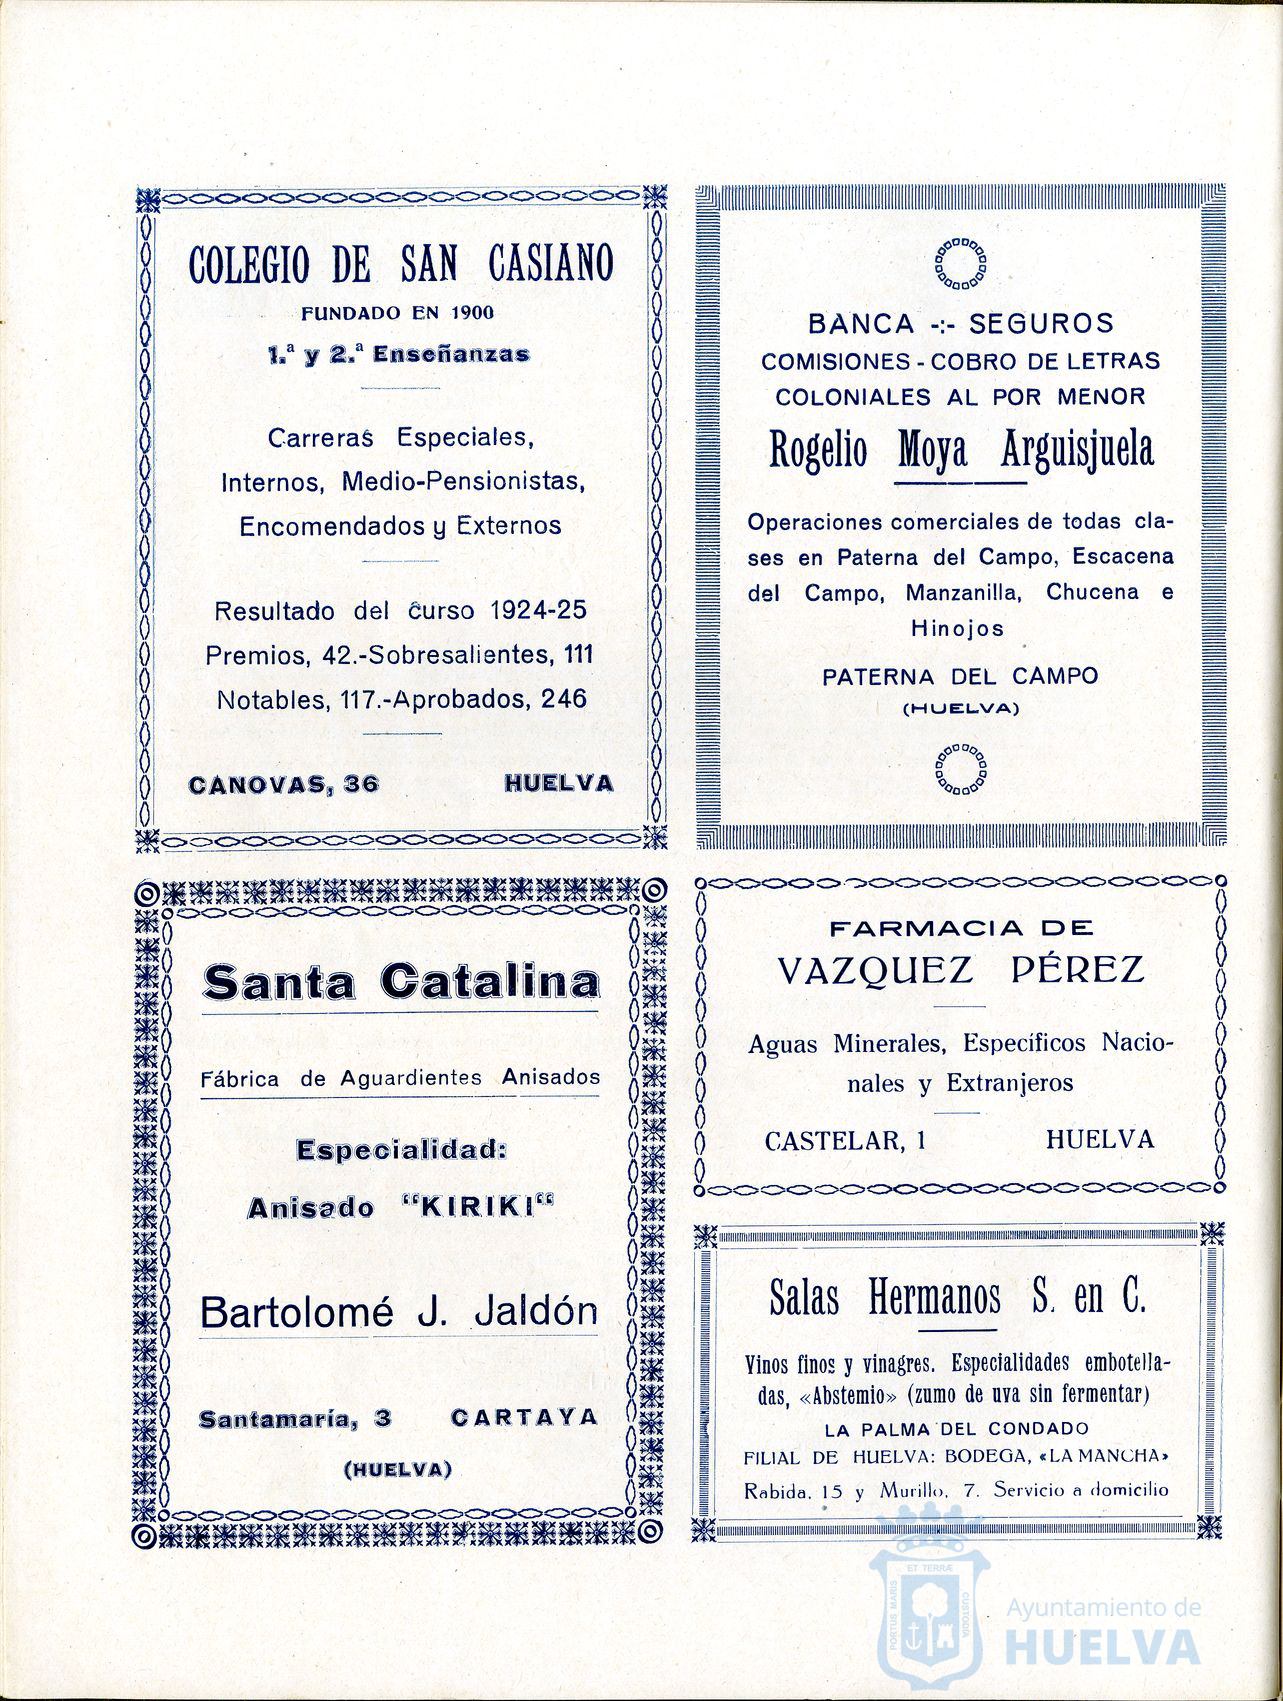 COLEGIO DE SAN CASIANO
FUNDADO EN 1900
1.ª y 2.ª Enseñanzas
Carreras Especiales,
Internos, Medio-Pensionistas,
Encomendados y Externos
Resultado del curso 1924-25
Premios, 42.-Sobresalientes, 111
Notables, 117.-Aprobados, 246
CANOVAS, 36 HUELVA
BANCA -:- SEGUROS
COMISIONES - COBRO DE LETRAS
COLONIALES AL POR MENOR
Rogelio Moya Arguisjuela
Operaciones comerciales de todas cla-
ses en Paterna del Campo, Escacena
del Campo, Manzanilla, Chucena e
Hinojos
PATERNA DEL CAMPO
(HUELVA)
Santa Catalina
Fábrica de Aguardientes Anisados
Especialidad:
Anisado “KIRIKI“
Bartolomé J. Jaldón
Santamaría, 3 CARTAYA
(HUELVA)
FARMACIA DE
VAZQUEZ PÉREZ
Aguas Minerales, Específicos Nacio-
nales y Extranjeros
CASTELAR, 1 HUELVA
Salas Hermanos S. en C.
Vinos finos y vinagres. Especialidades embotella-
das, «Abstemio» (zumo de uva sin fermentar)
LA PALMA DEL CONDADO
FILIAL DE HUELVA: BODEGA, «LA MANCHA»
Rabida, 15 y Murillo, 7. Servicio a domicilio
PORTUS MARIS
ET TERRÆ
CUSTODIA
Ayuntamiento de
HUELVA